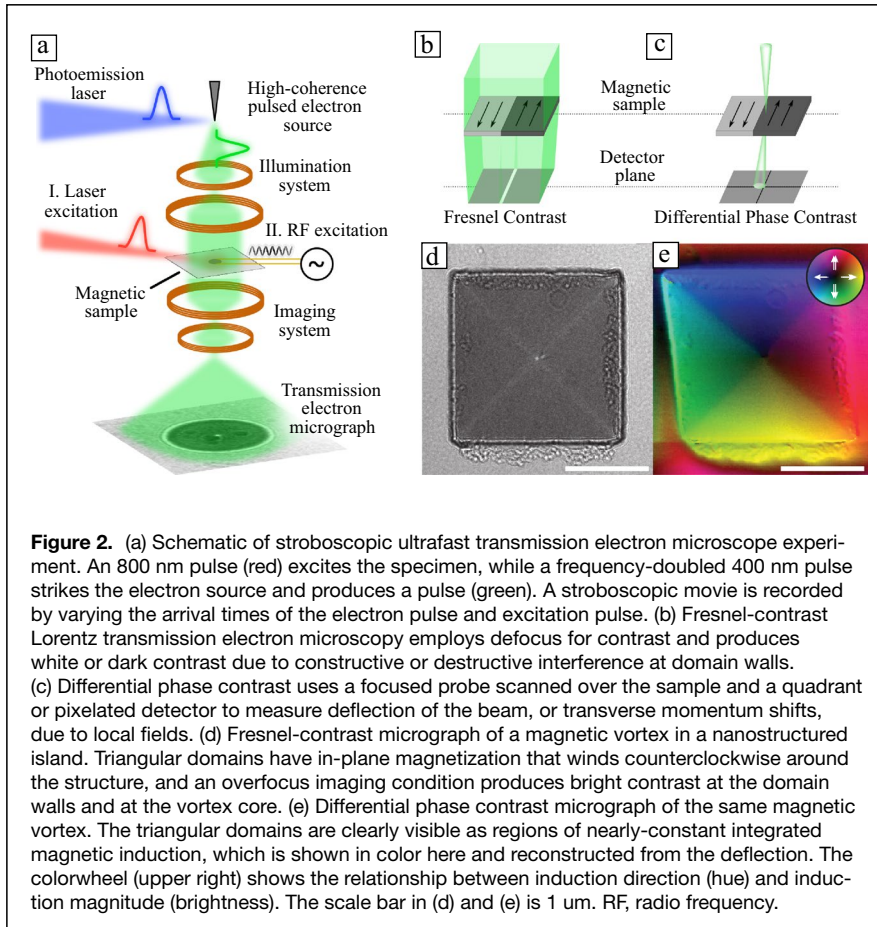 a
Photoemission
laser
High-coherence
pulsed electron
source
Illumination
system
I. Laser
excitation
II. RF excitation
~
Magnetic
sample
Imaging
system
Transmission
electron
micrograph
b
c
Magnetic
sample
Detector
plane
Fresnel Contrast
Differential Phase Contrast
d
e
Figure 2. (a) Schematic of stroboscopic ultrafast transmission electron microscope experi-
ment. An 800 nm pulse (red) excites the specimen, while a frequency-doubled 400 nm pulse
strikes the electron source and produces a pulse (green). A stroboscopic movie is recorded
by varying the arrival times of the electron pulse and excitation pulse. (b) Fresnel-contrast
Lorentz transmission electron microscopy employs defocus for contrast and produces
white or dark contrast due to constructive or destructive interference at domain walls.
(c) Differential phase contrast uses a focused probe scanned over the sample and a quadrant
or pixelated detector to measure deflection of the beam, or transverse momentum shifts,
due to local fields. (d) Fresnel-contrast micrograph of a magnetic vortex in a nanostructured
island. Triangular domains have in-plane magnetization that winds counterclockwise around
the structure, and an overfocus imaging condition produces bright contrast at the domain
walls and at the vortex core. (e) Differential phase contrast micrograph of the same magnetic
vortex. The triangular domains are clearly visible as regions of nearly-constant integrated
magnetic induction, which is shown in color here and reconstructed from the deflection. The
colorwheel (upper right) shows the relationship between induction direction (hue) and induc-
tion magnitude (brightness). The scale bar in (d) and (e) is 1 um. RF, radio frequency.